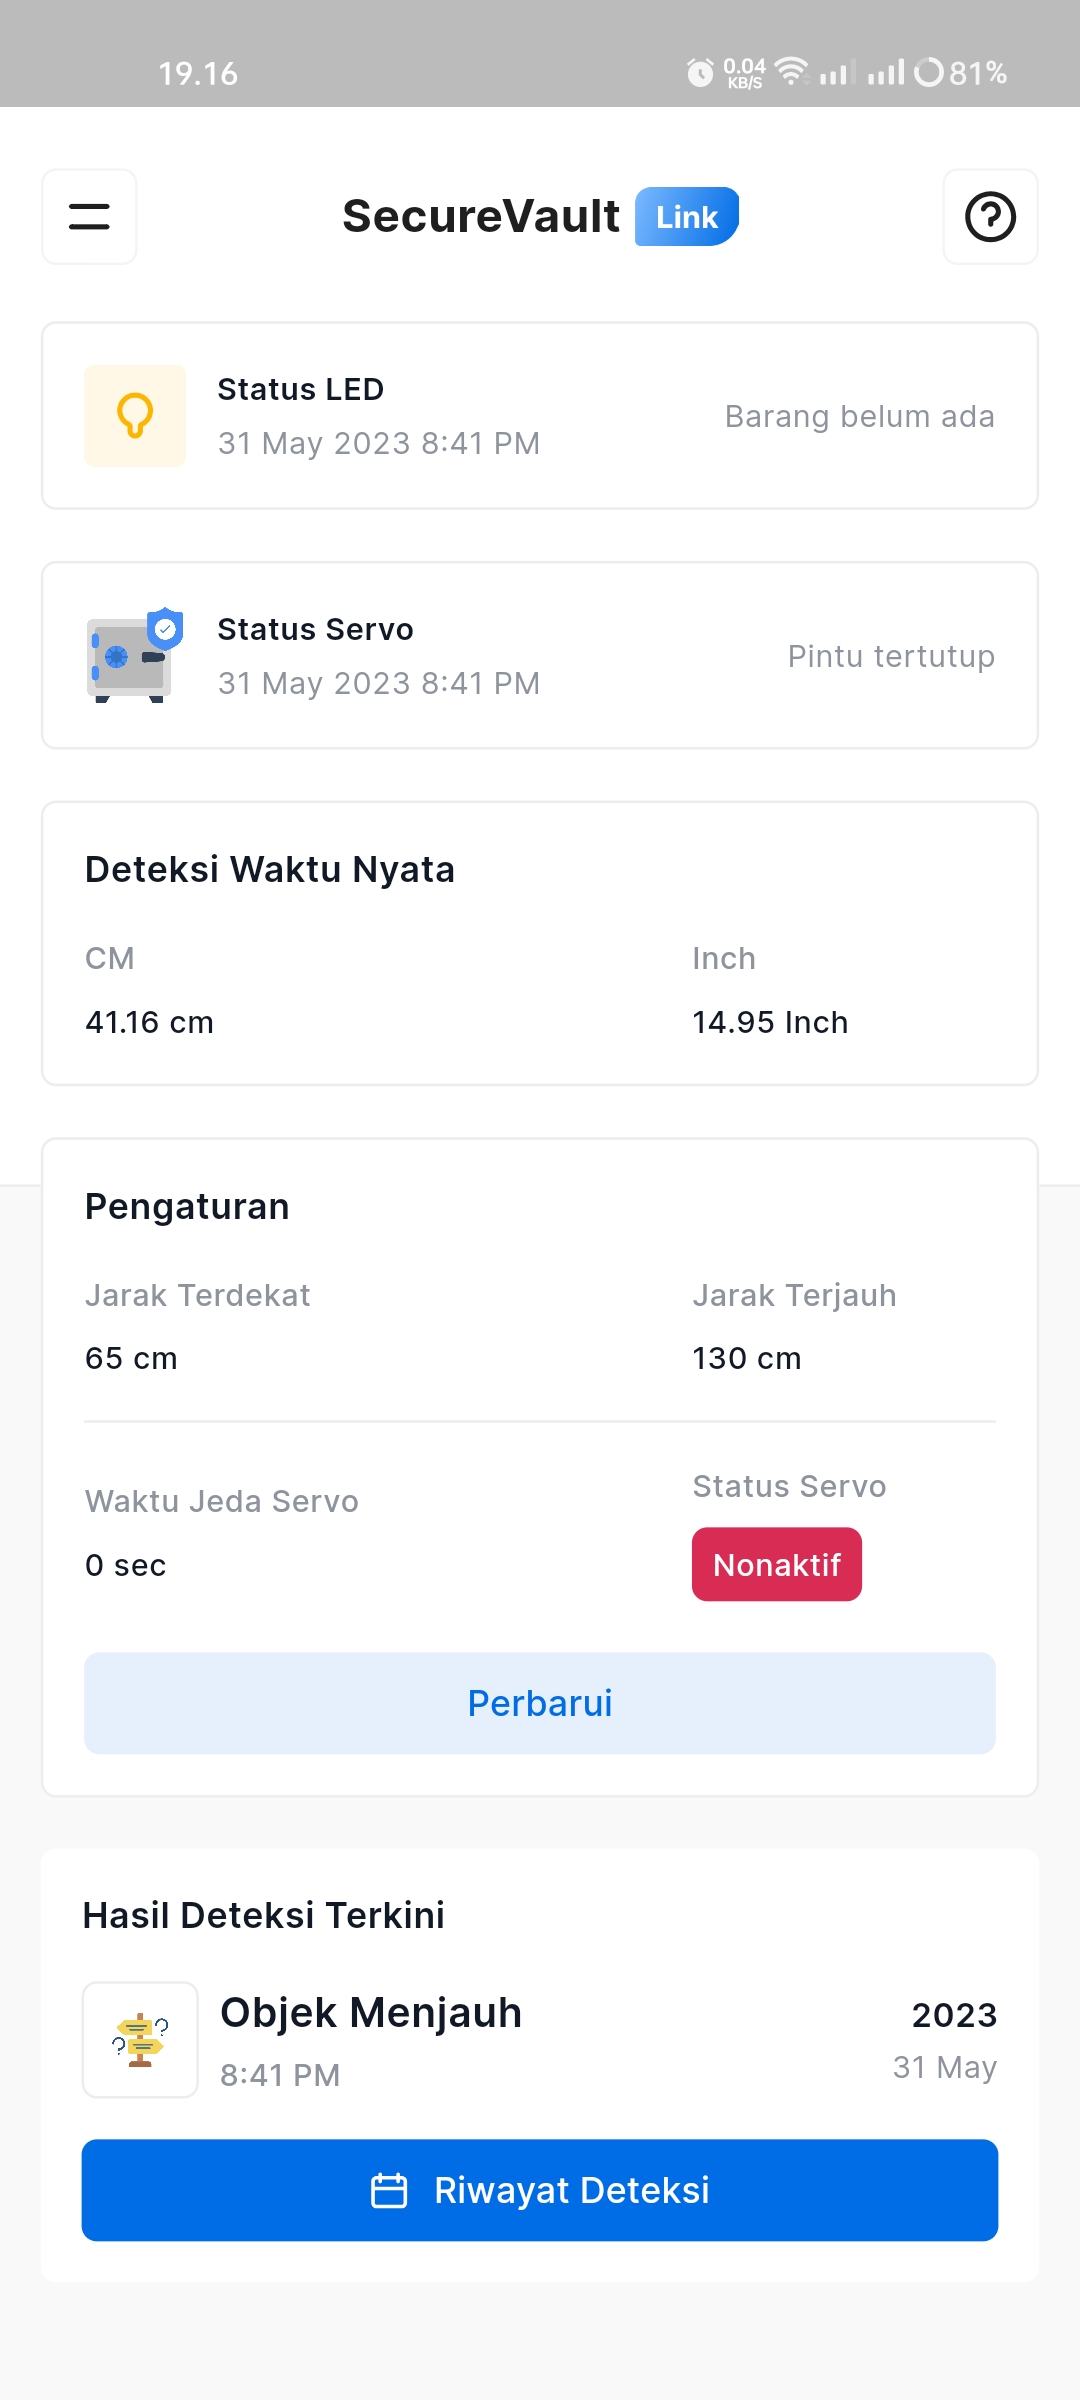 19.16
0.04 KB/S
81%
SecureVault Link
Status LED
31 May 2023 8:41 PM
Barang belum ada
Status Servo
31 May 2023 8:41 PM
Pintu tertutup
Deteksi Waktu Nyata
CM
Inch
41.16 cm
14.95 Inch
Pengaturan
Jarak Terdekat
Jarak Terjauh
65 cm
130 cm
Waktu Jeda Servo
Status Servo
0 sec
Nonaktif
Perbarui
Hasil Deteksi Terkini
Objek Menjauh
2023
8:41 PM
31 May
Riwayat Deteksi